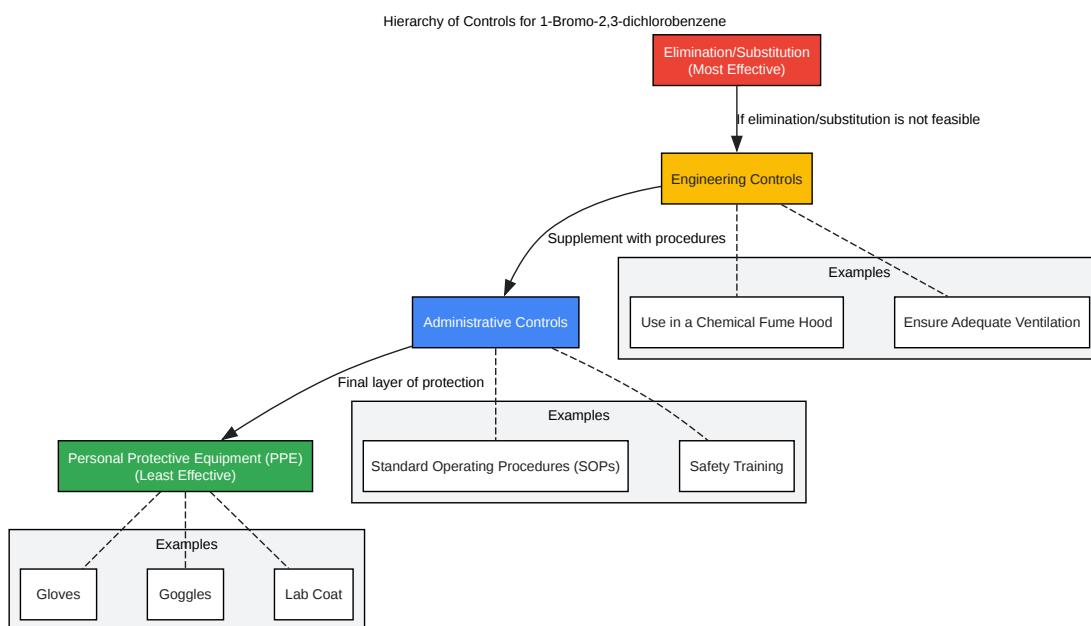 Hierarchy of Controls for 1-Bromo-2,3-dichlorobenzene
Elimination/Substitution
(Most Effective)
If elimination/substitution is not feasible
Engineering Controls
Supplement with procedures
Examples
Use in a Chemical Fume Hood
Ensure Adequate Ventilation
Administrative Controls
Final layer of protection
Examples
Standard Operating Procedures (SOPs)
Safety Training
Personal Protective Equipment (PPE)
(Least Effective)
Examples
Gloves
Goggles
Lab Coat